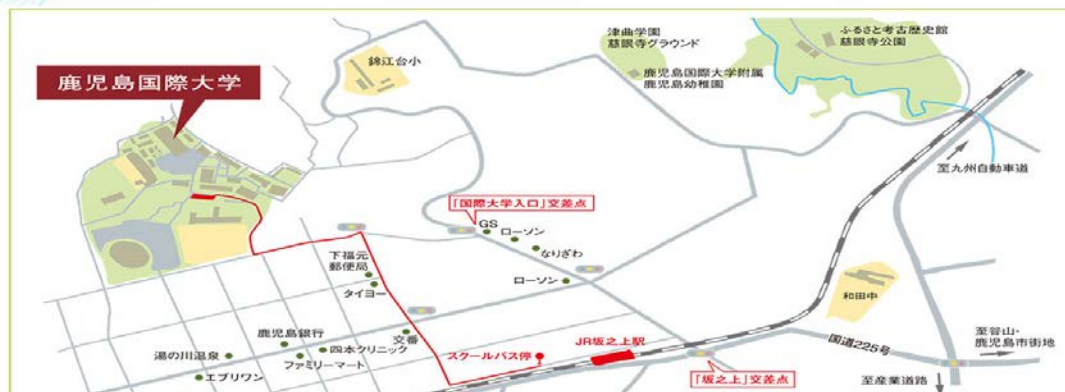 鹿児島国際大学
錦江台小
津曲学園
慈眼寺グラウンド
鹿児島国際大学附属
鹿児島幼稚園
ふるさと考古歴史館
慈眼寺公園
至九州自動車道
「国際大学入口」交差点
GS
ローソン
なりざわ
ローソン
下福元
郵便局
タイヨー
和田中
交番
鹿児島銀行
四本クリニック
ファミリーマート
湯の川温泉
エブリワン
スクールバス停
JR坂之上駅
「坂之上」交差点
国道225号
至谷山・
鹿児島市街地
至産業道路